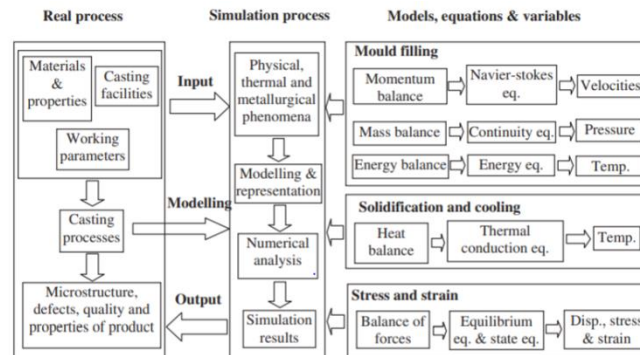 Real process
Simulation process
Models, equations & variables
Materials
&
properties
Casting
facilities
Working
parameters
Casting
processes
Microstructure,
defects, quality and
properties of product
Input
Modelling
Output
Physical,
thermal and
metallurgical
phenomena
Modelling &
representation
Numerical
analysis
Simulation
results
Mould filling
Momentum
balance
Navier-stokes
eq.
Velocities
Mass balance
Continuity eq.
Pressure
Energy balance
Energy eq.
Temp.
Solidification and cooling
Heat
balance
Thermal
conduction eq.
Temp.
Stress and strain
Balance of
forces
Equilibrium
eq. & state eq.
Disp., stress
& strain